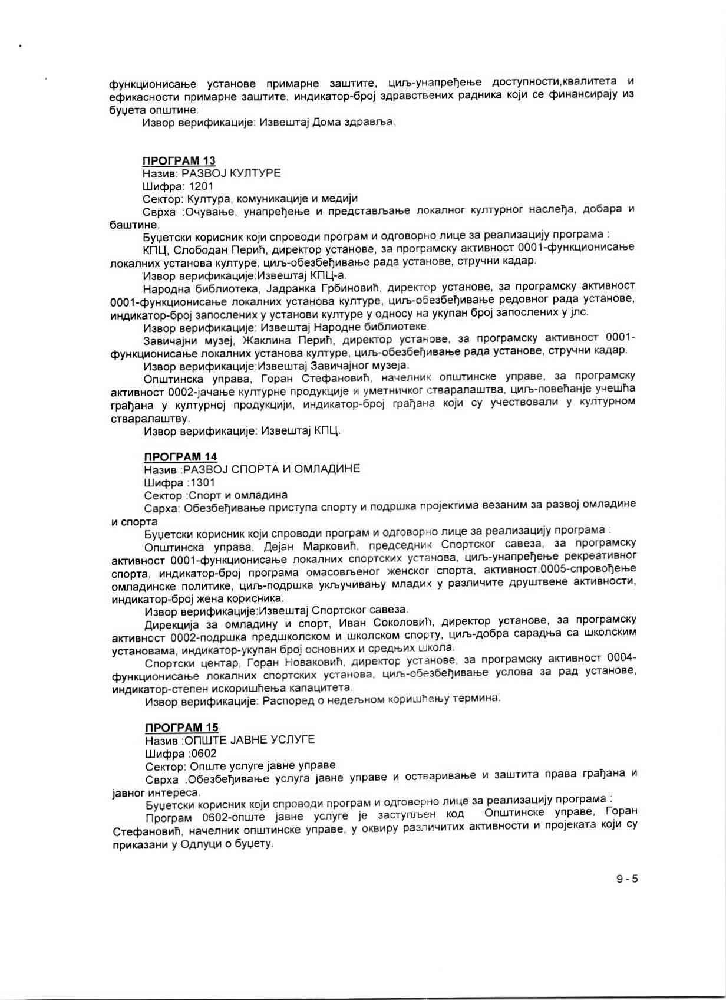 функционисање установе примарне заштите, циљ-унапређење доступности,квалитета и
ефикасности примарне заштите, индикатор-број здравствених радника који се финансирају из
буџета општине.
Извор верификације: Извештај Дома здравља.
ПРОГРАМ 13
Назив: РАЗВОЈ КУЛТУРЕ
Шифра: 1201
Сектор: Култура, комуникације и медији
Сврха :Очување, унапређење и представљање локалног културног наслеђа, добара и
баштине.
Буџетски корисник који спроводи програм и одговорно лице за реализацију програма :
КПЦ, Слободан Перић, директор установе, за програмску активност 0001-функционисање
локалних установа културе, циљ-обезбеђивање рада установе, стручни кадар.
Извор верификације:Извештај КПЦ-а.
Народна библиотека, Јадранка Грбиновић, директор установе, за програмску активност
0001-функционисање локалних установа културе, циљ-обезбеђивање редовног рада установе,
индикатор-број запослених у установи културе у односу на укупан број запослених у јлс.
Извор верификације: Извештај Народне библиотеке.
Завичајни музеј, Жаклина Перић, директор установе, за програмску активност 0001-
функционисање локалних установа културе, циљ-обезбеђивање рада установе, стручни кадар.
Извор верификације:Извештај Завичајног музеја.
Општинска управа, Горан Стефановић, начелник општинске управе, за програмску
активност 0002-јачање културне продукције и уметничког стваралаштва, циљ-повећање учешћа
грађана у културној продукцији, индикатор-број грађана који су учествовали у културном
стваралаштву.
Извор верификације: Извештај КПЦ.
ПРОГРАМ 14
Назив :РАЗВОЈ СПОРТА И ОМЛАДИНЕ
Шифра :1301
Сектор :Спорт и омладина
Сврха: Обезбеђивање приступа спорту и подршка пројектима везаним за развој омладине
и спорта
Буџетски корисник који спроводи програм и одговорно лице за реализацију програма :
Општинска управа, Дејан Марковић, председник Спортског савеза, за програмску
активност 0001-функционисање локалних спортских установа, циљ-унапређење рекреативног
спорта, индикатор-број програма омасовљеног женског спорта, активност.0005-спровођење
омладинске политике, циљ-подршка укључивању младих у различите друштвене активности,
индикатор-број жена корисника.
Извор верификације:Извештај Спортског савеза.
Дирекција за омладину и спорт, Иван Соколовић, директор установе, за програмску
активност 0002-подршка предшколском и школском спорту, циљ-добра сарадња са школским
установама, индикатор-укупан број основних и средњих школа.
Спортски центар, Горан Новаковић, директор установе, за програмску активност 0004-
функционисање локалних спортских установа, циљ-обезбеђивање услова за рад установе,
индикатор-степен искоришћења капацитета.
Извор верификације: Распоред о недељном коришћењу термина.
ПРОГРАМ 15
Назив :ОПШТЕ ЈАВНЕ УСЛУГЕ
Шифра :0602
Сектор: Опште услуге јавне управе
Сврха .Обезбеђивање услуга јавне управе и остваривање и заштита права грађана и
јавног интереса.
Буџетски корисник који спроводи програм и одговорно лице за реализацију програма :
Програм 0602-опште јавне услуге је заступљен код Општинске управе, Горан
Стефановић, начелник општинске управе, у оквиру различитих активности и пројеката који су
приказани у Одлуци о буџету.
9 - 5